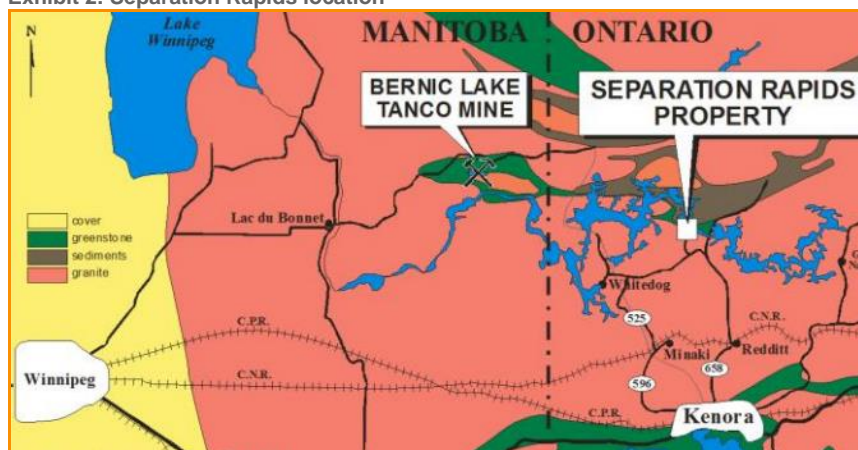 Exhibit 2: Separation Rapids location
Lake
Winnipeg
MANITOBA
ONTARIO
N
BERNIC LAKE
TANCO MINE
SEPARATION RAPIDS
PROPERTY
Lac du Bonnet
cover
greenstone
sediments
granite
Whitedog
525
C.P.R.
C.N.R.
Minaki
Redditt
Winnipeg
C.N.R.
596
658
C.P.R.
Kenora